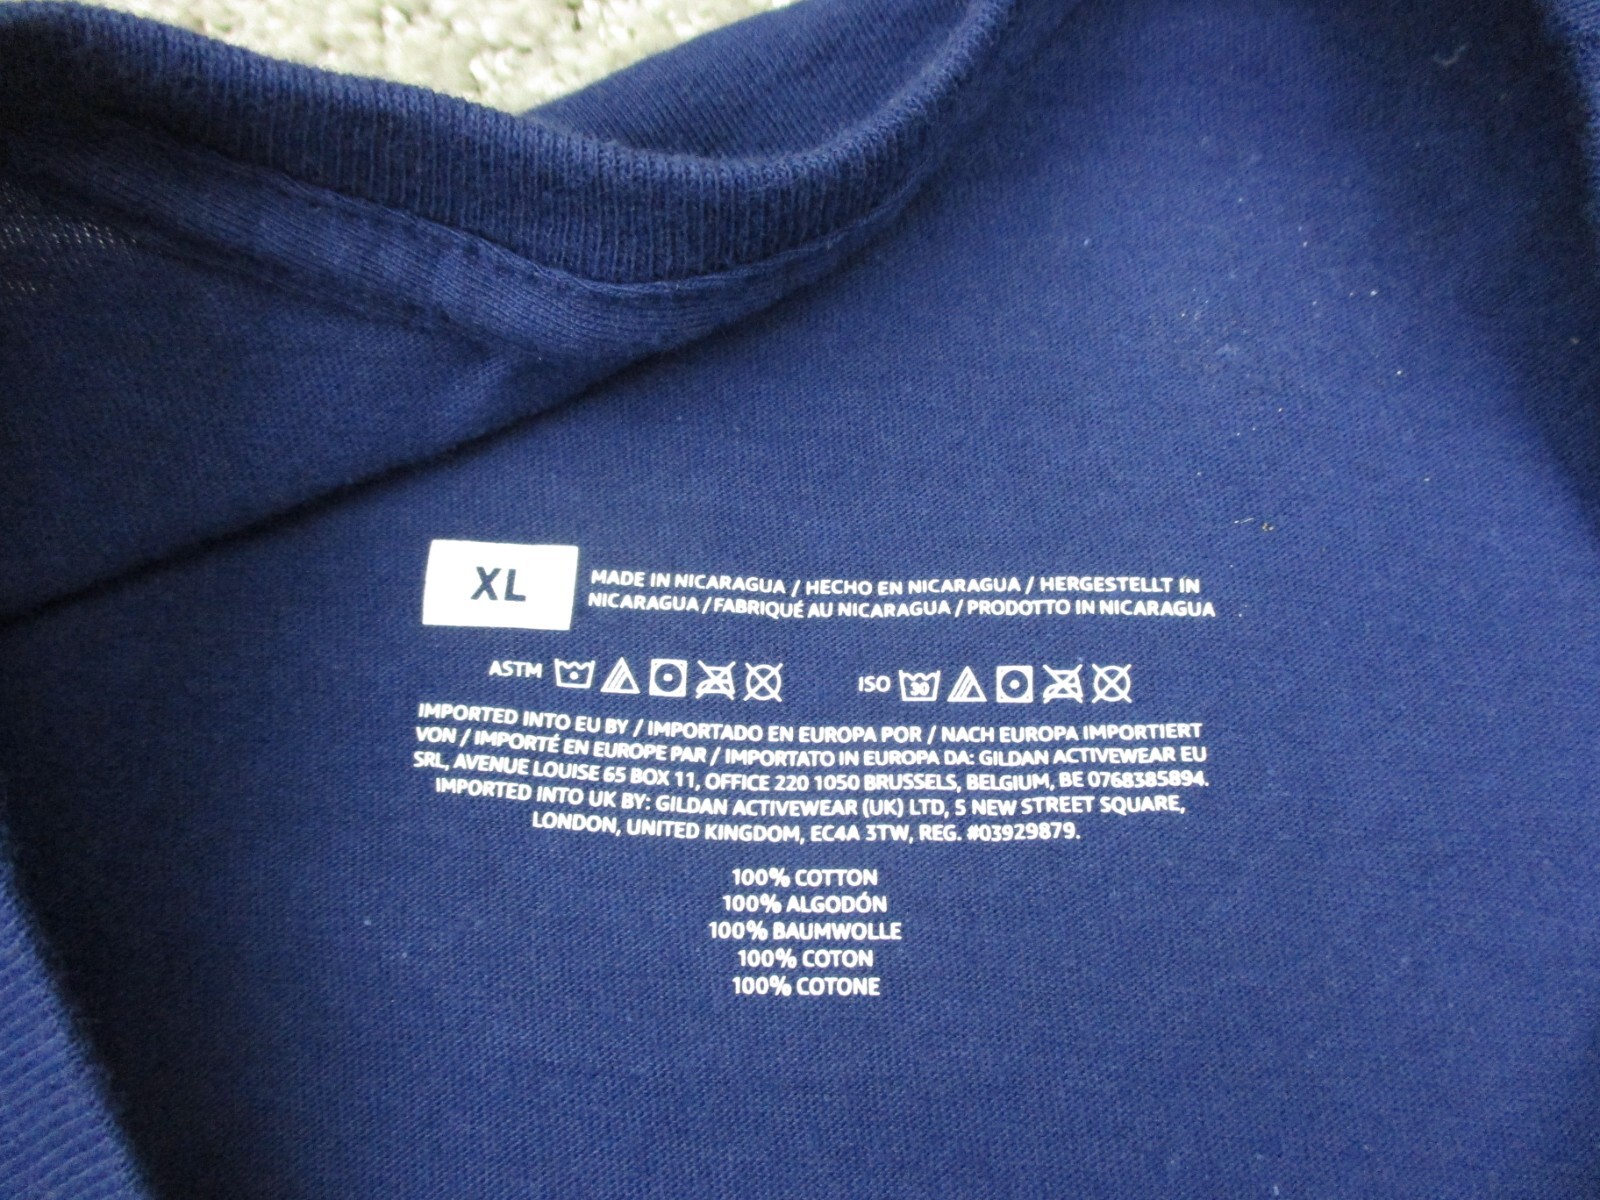 XL
MADE IN NICARAGUA / HECHO EN NICARAGUA / HERGESTELLT IN
NICARAGUA / FABRIQUÉ AU NICARAGUA / PRODOTTO IN NICARAGUA
ASTM
ISO 30
IMPORTED INTO EU BY / IMPORTADO EN EUROPA POR / NACH EUROPA IMPORTIERT
VON / IMPORTÉ EN EUROPE PAR / IMPORTATO IN EUROPA DA: GILDAN ACTIVEWEAR EU
SRL, AVENUE LOUISE 65 BOX 11, OFFICE 220 1050 BRUSSELS, BELGIUM, BE 0768385894.
IMPORTED INTO UK BY: GILDAN ACTIVEWEAR (UK) LTD, 5 NEW STREET SQUARE,
LONDON, UNITED KINGDOM, EC4A 3TW, REG. #03929879.
100% COTTON
100% ALGODÓN
100% BAUMWOLLE
100% COTON
100% COTONE